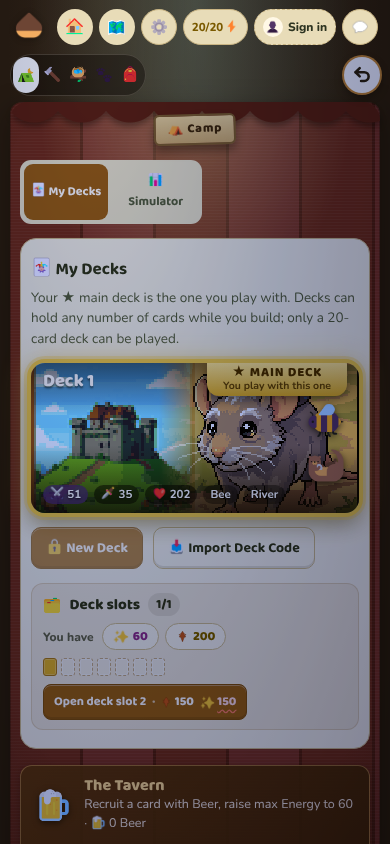 20/20
Sign in
Camp
My Decks
Simulator
My Decks
Your ★ main deck is the one you play with. Decks can
hold any number of cards while you build; only a 20-
card deck can be played.
Deck 1
★ MAIN DECK
You play with this one
51
35
202
Bee
River
New Deck
Import Deck Code
Deck slots
1/1
You have
60
200
Open deck slot 2 · 150 150
The Tavern
Recruit a card with Beer, raise max Energy to 60
· 0 Beer